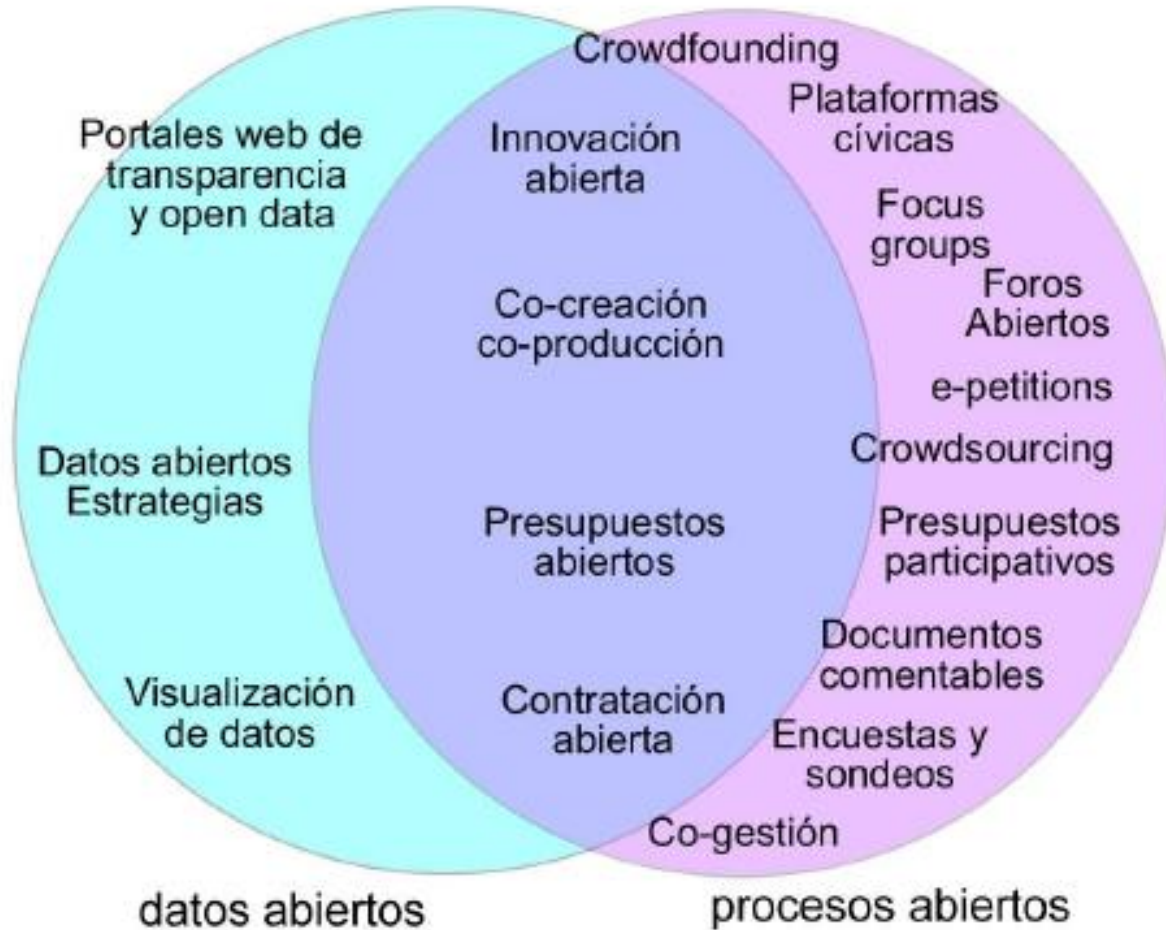 Crowdfounding
Plataformas
cívicas
Portales web de
transparencia
y open data
Innovación
abierta
Focus
groups
Foros
Abiertos
Co-creación
co-producción
e-petitions
Datos abiertos
Estrategias
Crowdsourcing
Presupuestos
abiertos
Presupuestos
participativos
Documentos
comentables
Visualización
de datos
Contratación
abierta
Encuestas y
sondeos
Co-gestión
datos abiertos
procesos abiertos